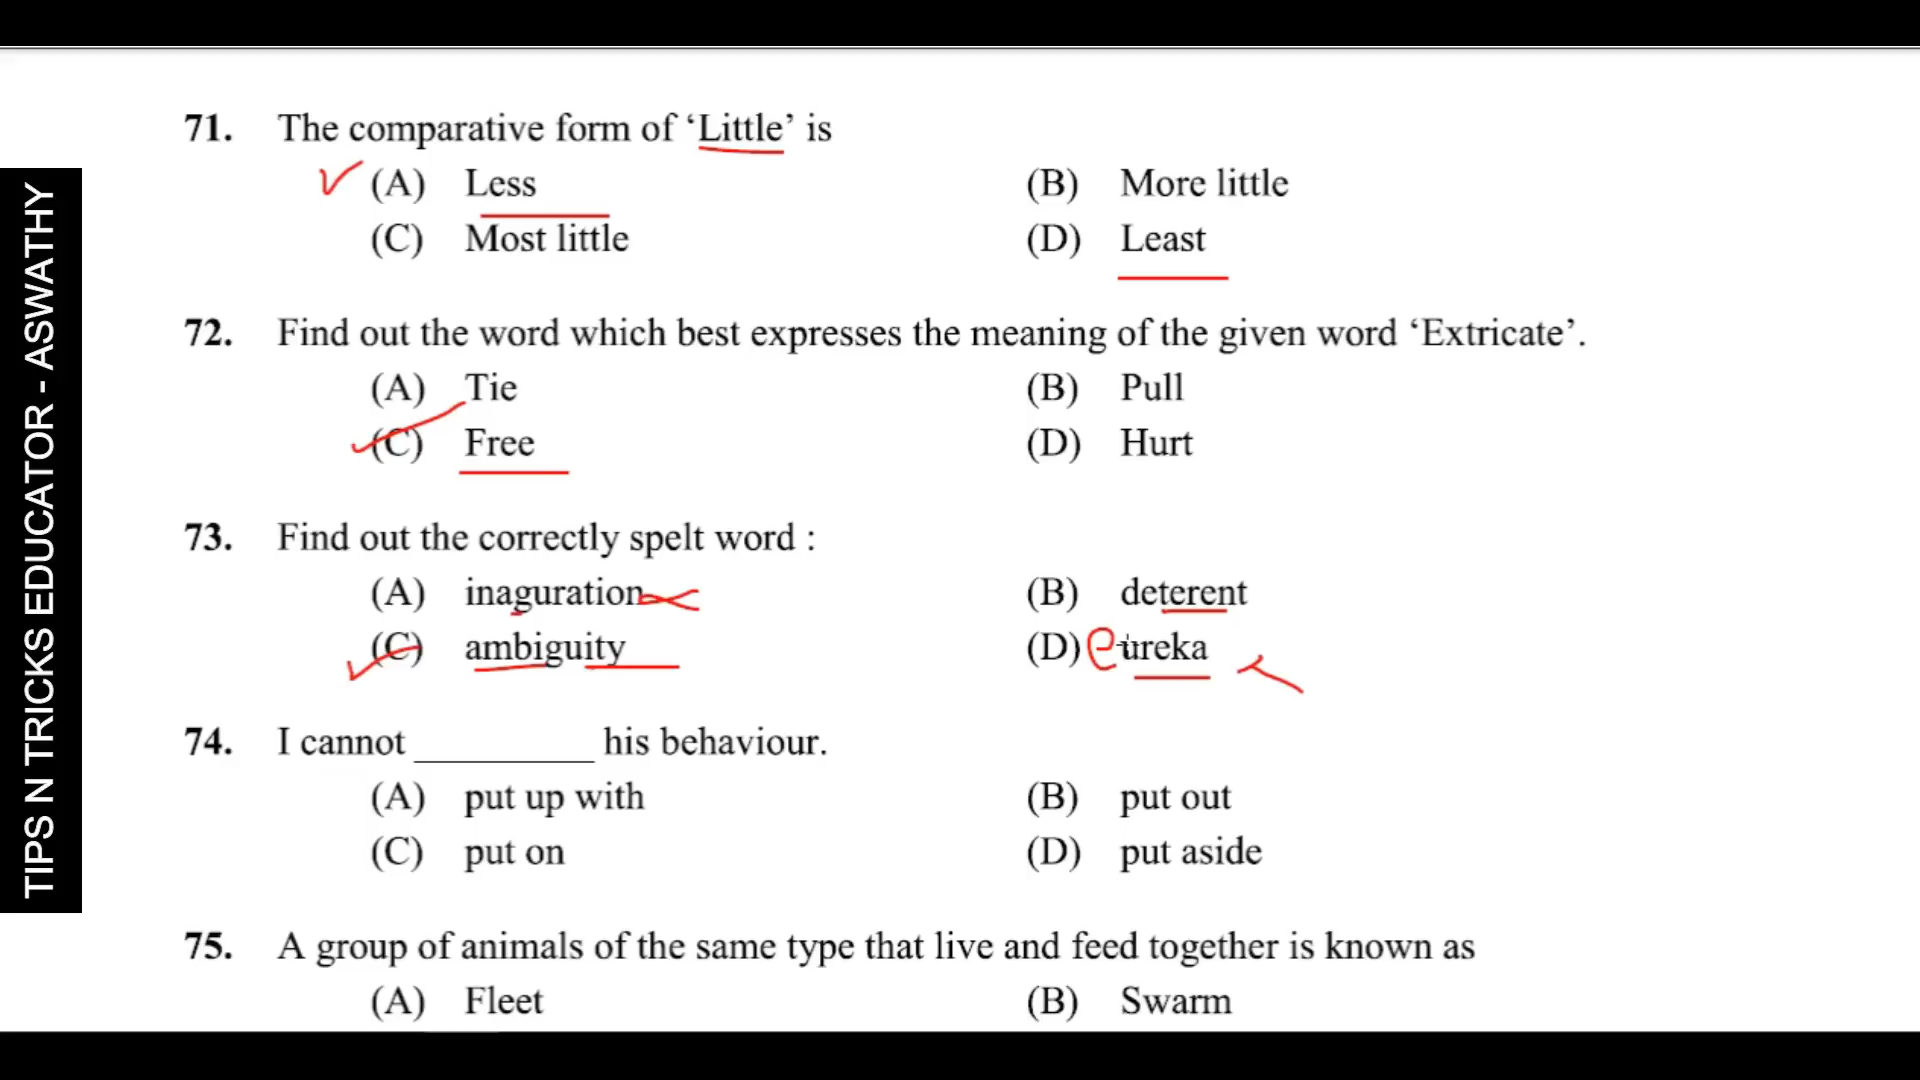 TIPS N TRICKS EDUCATOR - ASWATHY
71. The comparative form of ‘Little’ is
(A) Less (B) More little
(C) Most little (D) Least
72. Find out the word which best expresses the meaning of the given word ‘Extricate’.
(A) Tie (B) Pull
(C) Free (D) Hurt
73. Find out the correctly spelt word :
(A) inaguration (B) deterent
(C) ambiguity (D) e ureka
74. I cannot __________ his behaviour.
(A) put up with (B) put out
(C) put on (D) put aside
75. A group of animals of the same type that live and feed together is known as
(A) Fleet (B) Swarm